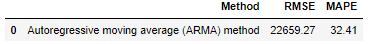 Method RMSE MAPE
0 Autoregressive moving average (ARMA) method 22659.27 32.41